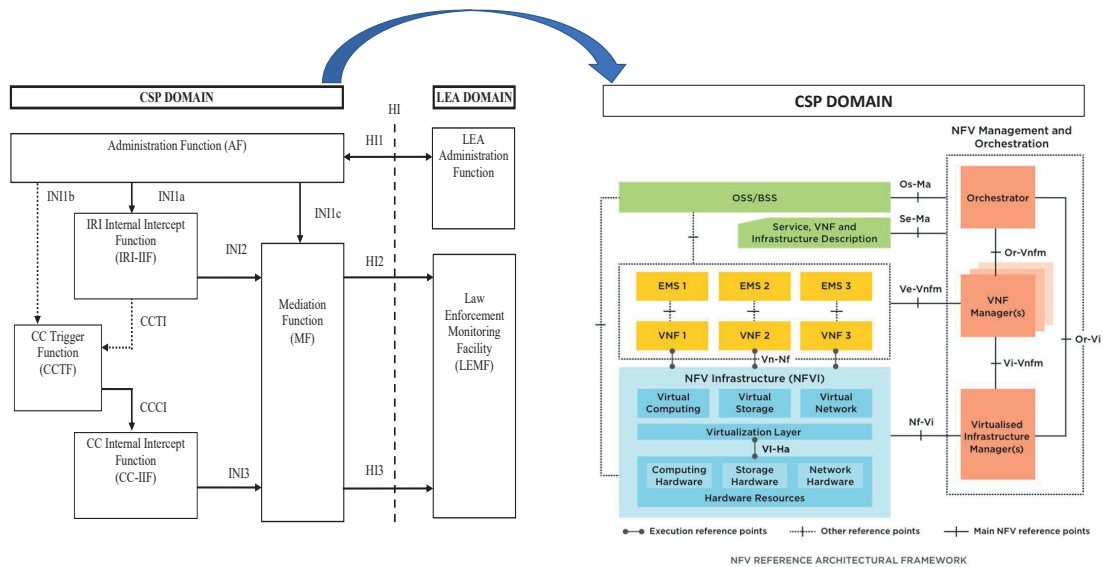 CSP DOMAIN
LEA DOMAIN
HI
Administration Function (AF)
HI1
LEA
Administration
Function
INI1b
INI1a
INI1c
IRI Internal Intercept
Function
(IRI-IIF)
INI2
HI2
CCTI
Mediation
Function
(MF)
Law
Enforcement
Monitoring
Facility
(LEMF)
CC Trigger
Function
(CCTF)
CCCI
CC Internal Intercept
Function
(CC-IIF)
INI3
HI3
CSP DOMAIN
NFV Management and
Orchestration
OSS/BSS
Os-Ma
Orchestrator
Service, VNF and
Infrastructure Description
Se-Ma
Or-Vnfm
EMS 1
EMS 2
EMS 3
Ve-Vnfm
VNF
Manager(s)
VNF 1
VNF 2
VNF 3
Or-Vi
Vn-Nf
Vi-Vnfm
NFV Infrastructure (NFVI)
Virtual
Computing
Virtual
Storage
Virtual
Network
Nf-Vi
Virtualised
Infrastructure
Manager(s)
Virtualization Layer
VI-Ha
Computing
Hardware
Storage
Hardware
Network
Hardware
Hardware Resources
Execution reference points
Other reference points
Main NFV reference points
NFV REFERENCE ARCHITECTURAL FRAMEWORK